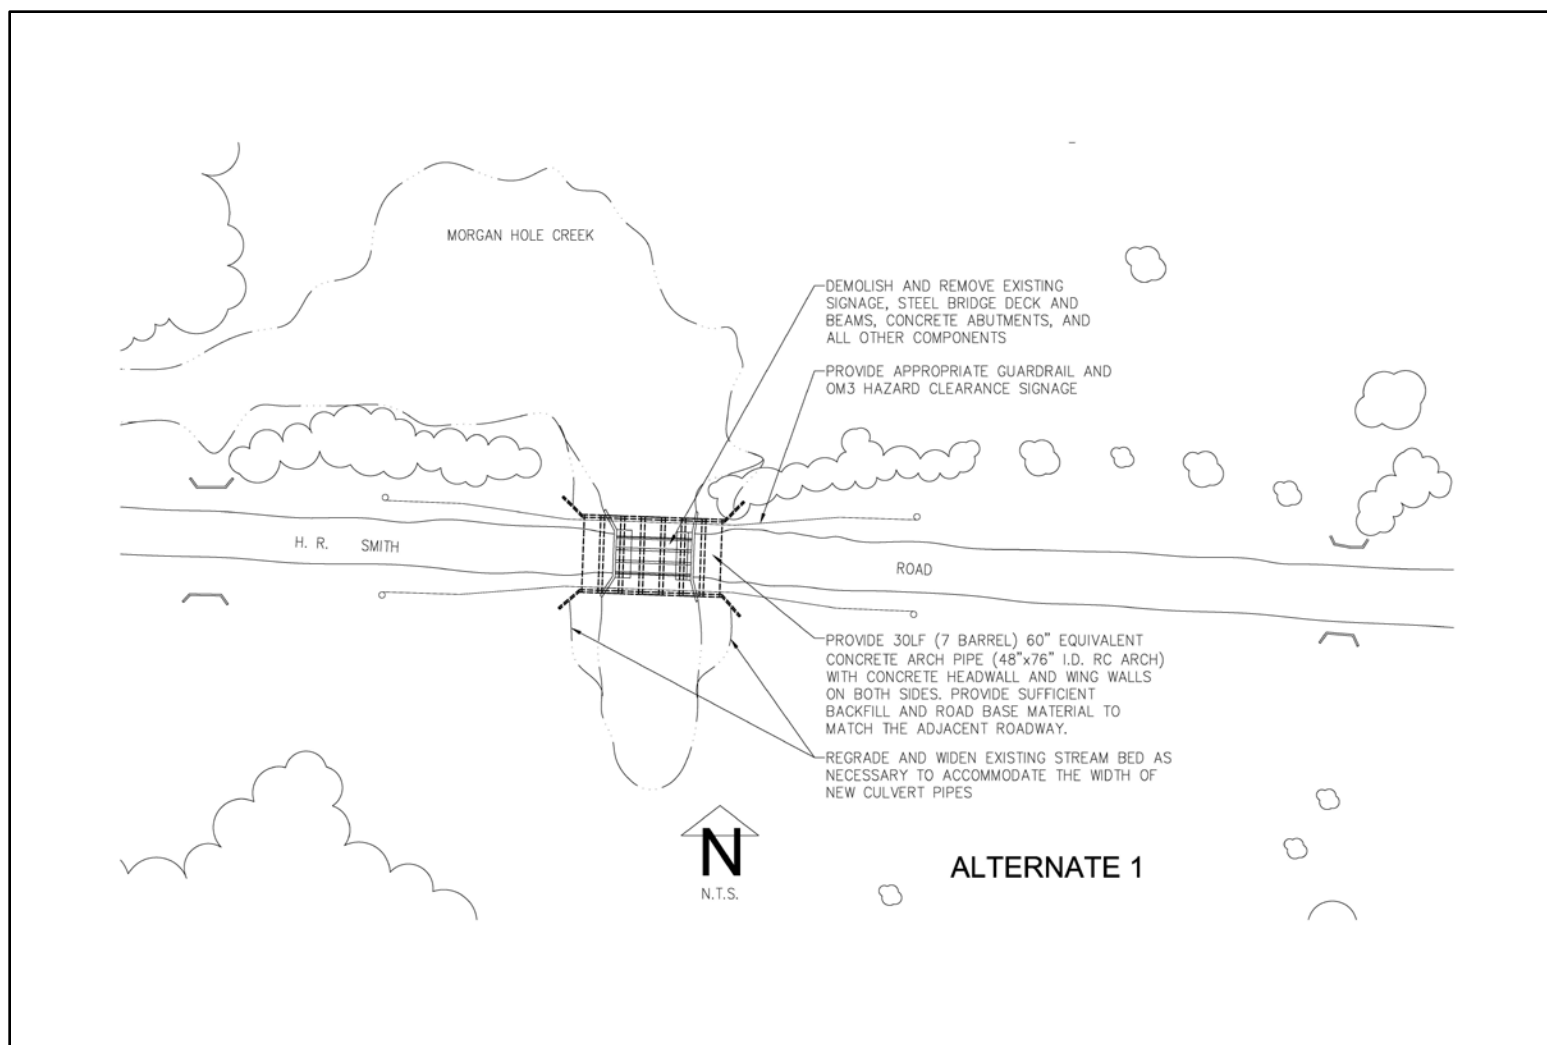 MORGAN HOLE CREEK
DEMOLISH AND REMOVE EXISTING
SIGNAGE, STEEL BRIDGE DECK AND
BEAMS, CONCRETE ABUTMENTS, AND
ALL OTHER COMPONENTS
PROVIDE APPROPRIATE GUARDRAIL AND
OM3 HAZARD CLEARANCE SIGNAGE
H. R. SMITH
ROAD
PROVIDE 30LF (7 BARREL) 60" EQUIVALENT
CONCRETE ARCH PIPE (48"x76" I.D. RC ARCH)
WITH CONCRETE HEADWALL AND WING WALLS
ON BOTH SIDES. PROVIDE SUFFICIENT
BACKFILL AND ROAD BASE MATERIAL TO
MATCH THE ADJACENT ROADWAY.
REGRADE AND WIDEN EXISTING STREAM BED AS
NECESSARY TO ACCOMMODATE THE WIDTH OF
NEW CULVERT PIPES
N
N.T.S.
ALTERNATE 1